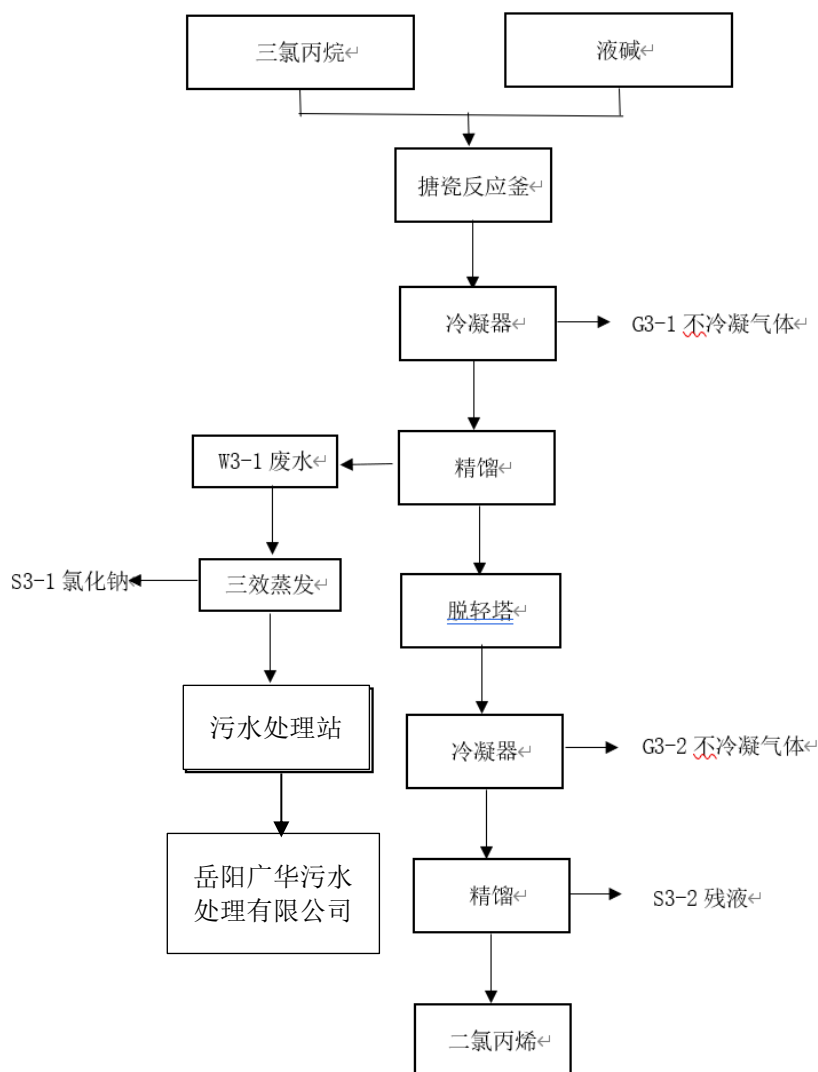 三氯丙烷
液碱
搪瓷反应釜
冷凝器
G3-1 不冷凝气体
W3-1 废水
精馏
S3-1 氯化钠
三效蒸发
脱轻塔
污水处理站
冷凝器
G3-2 不冷凝气体
岳阳广华污水
处理有限公司
精馏
S3-2 残液
二氯丙烯